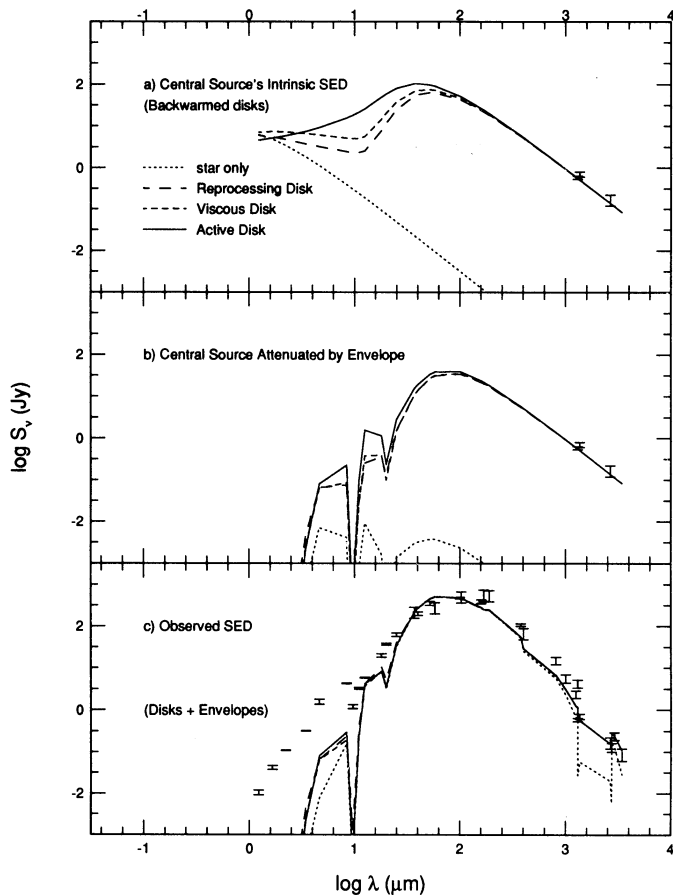 -1 0 1 2 3 4
2
0
-2
a) Central Source's Intrinsic SED
(Backwarmed disks)
star only
Reprocessing Disk
Viscous Disk
Active Disk
2
0
-2
b) Central Source Attenuated by Envelope
log Sν (Jy)
2
0
-2
c) Observed SED
(Disks + Envelopes)
-1 0 1 2 3 4
log λ (μm)